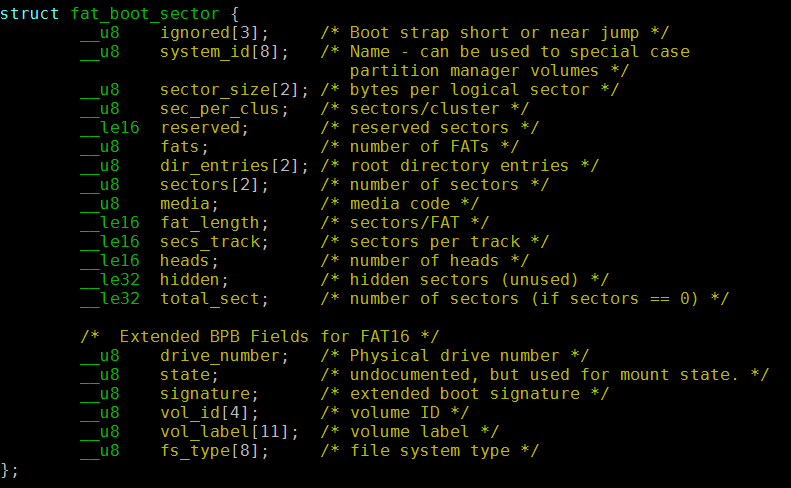 struct fat_boot_sector {
        __u8    ignored[3];     /* Boot strap short or near jump */
        __u8    system_id[8];   /* Name - can be used to special case
                                   partition manager volumes */
        __u8    sector_size[2]; /* bytes per logical sector */
        __u8    sec_per_clus;   /* sectors/cluster */
        __le16  reserved;       /* reserved sectors */
        __u8    fats;           /* number of FATs */
        __u8    dir_entries[2]; /* root directory entries */
        __u8    sectors[2];     /* number of sectors */
        __u8    media;          /* media code */
        __le16  fat_length;     /* sectors/FAT */
        __le16  secs_track;     /* sectors per track */
        __le16  heads;          /* number of heads */
        __le32  hidden;         /* hidden sectors (unused) */
        __le32  total_sect;     /* number of sectors (if sectors == 0) */

        /*  Extended BPB Fields for FAT16 */
        __u8    drive_number;   /* Physical drive number */
        __u8    state;          /* undocumented, but used for mount state. */
        __u8    signature;      /* extended boot signature */
        __u8    vol_id[4];      /* volume ID */
        __u8    vol_label[11];  /* volume label */
        __u8    fs_type[8];     /* file system type */
};